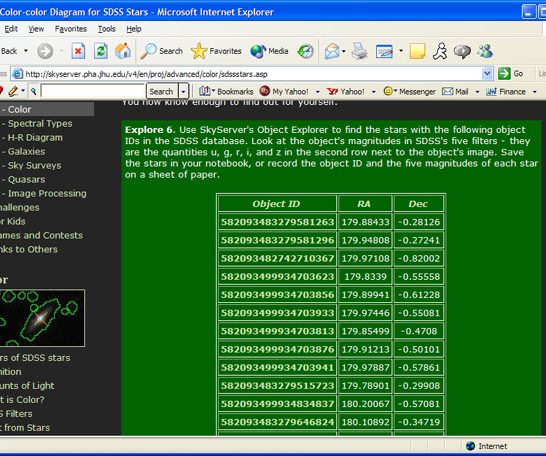 Color-color Diagram for SDSS Stars - Microsoft Internet Explorer
Edit View Favorites Tools Help
Back Search Favorites Media
http://skyserver.pha.jhu.edu/v4/en/proj/advanced/color/sdssstars.asp Go
Search Bookmarks My Yahoo! Yahoo! Messenger Mail Finance
You now know enough to find out for yourself.
- Color
- Spectral Types
- H-R Diagram
- Galaxies
- Sky Surveys
- Quasars
- Image Processing
hallenges
r Kids
ames and Contests
nks to Others
or
rs of SDSS stars
nition
unts of Light
t is Color?
S Filters
t from Stars
Explore 6. Use SkyServer's Object Explorer to find the stars with the following object
IDs in the SDSS database. Look at the object's magnitudes in SDSS's five filters - they
are the quantities u, g, r, i, and z in the second row next to the object's image. Save
the stars in your notebook, or record the object ID and the five magnitudes of each star
on a sheet of paper.
Object ID RA Dec
582093483279581263 179.88433 -0.28126
582093483279581296 179.94808 -0.27241
582093482742710367 179.97108 -0.82002
582093499934703623 179.8339 -0.55558
582093499934703856 179.89941 -0.61228
582093499934703933 179.97446 -0.55081
582093499934703813 179.85499 -0.4708
582093499934703876 179.91213 -0.50101
582093499934703941 179.97887 -0.57861
582093483279515723 179.78901 -0.29908
582093499934834837 180.20067 -0.57081
582093483279646824 180.10892 -0.34719
Internet